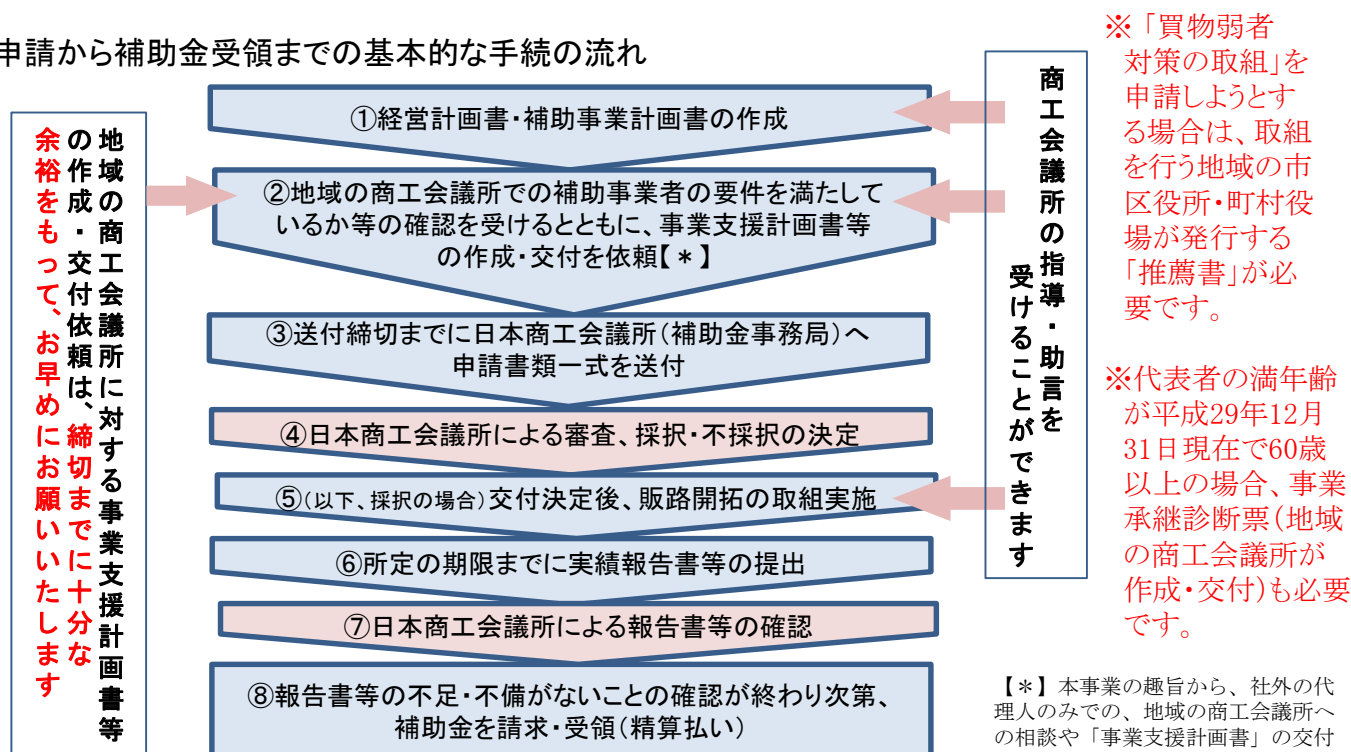 申請から補助金受領までの基本的な手続の流れ
地域の商工会議所に対する事業支援計画書等
の作成・交付依頼は、締切までに十分な
余裕をもって、お早めにお願いいたします
①経営計画書・補助事業計画書の作成
②地域の商工会議所での補助事業者の要件を満たして
いるか等の確認を受けるとともに、事業支援計画書等
の作成・交付を依頼【＊】
③送付締切までに日本商工会議所（補助金事務局）へ
申請書類一式を送付
④日本商工会議所による審査、採択・不採択の決定
⑤（以下、採択の場合）交付決定後、販路開拓の取組実施
⑥所定の期限までに実績報告書等の提出
⑦日本商工会議所による報告書等の確認
⑧報告書等の不足・不備がないことの確認が終わり次第、
補助金を請求・受領（精算払い）
商工会議所の指導・助言を
受けることができます
※「買物弱者
対策の取組」を
申請しようとす
る場合は、取組
を行う地域の市
区役所・町村役
場が発行する
「推薦書」が必
要です。
※代表者の満年齢
が平成29年12月
31日現在で60歳
以上の場合、事業
承継診断票（地域
の商工会議所が
作成・交付）も必要
です。
【＊】本事業の趣旨から、社外の代
理人のみでの、地域の商工会議所へ
の相談や「事業支援計画書」の交付